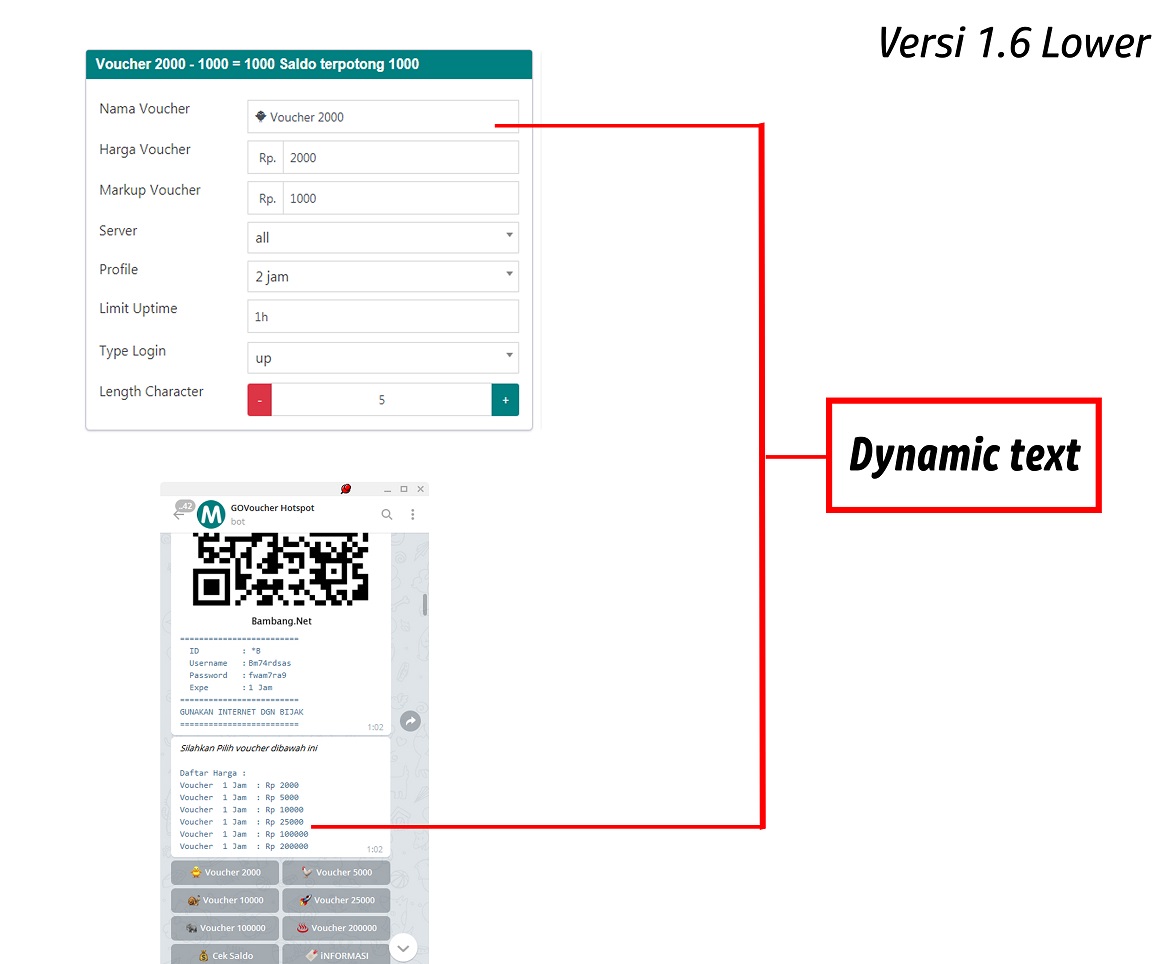 Versi 1.6 Lower
Voucher 2000 - 1000 = 1000 Saldo terpotong 1000
Nama Voucher
Voucher 2000
Harga Voucher
Rp. 2000
Markup Voucher
Rp. 1000
Server
all
Profile
2 jam
Limit Uptime
1h
Type Login
up
Length Character
- 5 +
Dynamic text
42
M
GOVoucher Hotspot
bot
Bambang.Net
=========================
ID : *B
Username : Bm74rdsas
Password : fwam7ra9
Expe : 1 Jam
=========================
GUNAKAN INTERNET DGN BIJAK
=========================
1:02
Silahkan Pilih voucher dibawah ini
Daftar Harga :
Voucher 1 Jam : Rp 2000
Voucher 1 Jam : Rp 5000
Voucher 1 Jam : Rp 10000
Voucher 1 Jam : Rp 25000
Voucher 1 Jam : Rp 100000
Voucher 1 Jam : Rp 200000
1:02
Voucher 2000
Voucher 5000
Voucher 10000
Voucher 25000
Voucher 100000
Voucher 200000
Cek Saldo
iNFORMASI